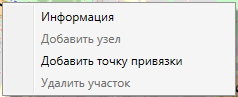 Информация
Добавить узел
Добавить точку привязки
Удалить участок